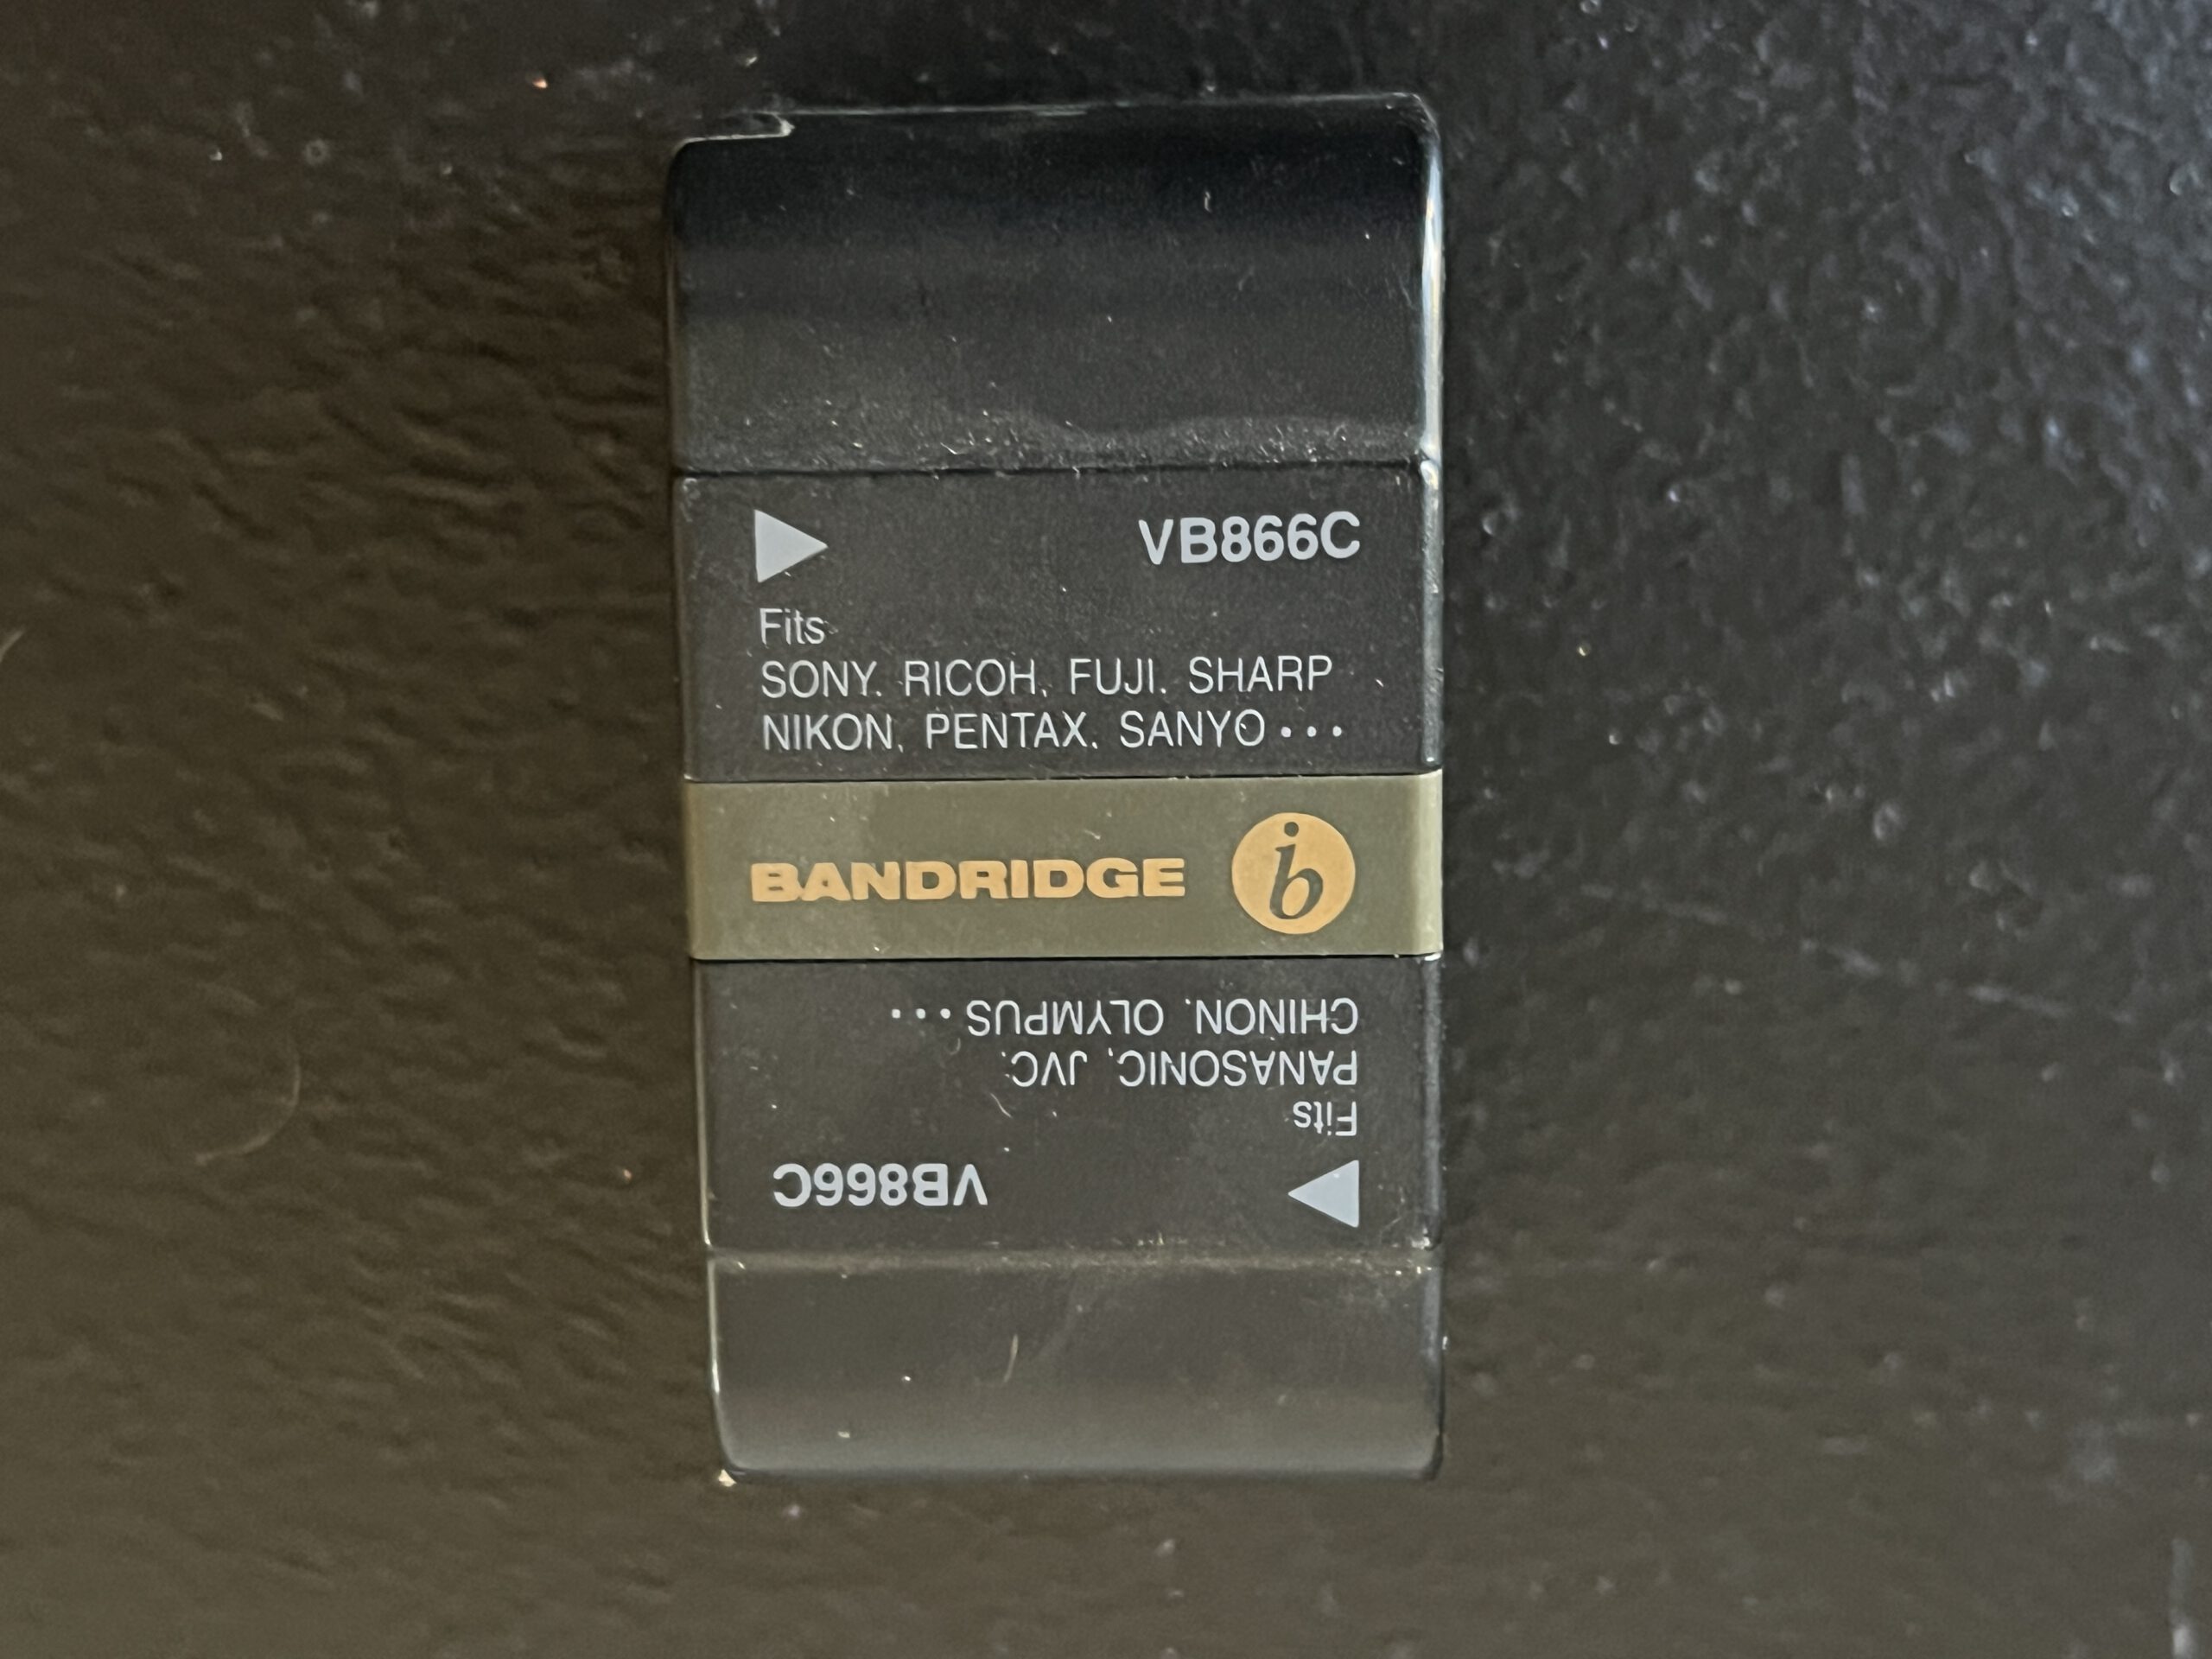 VB866C
Fits
SONY. RICOH, FUJI. SHARP
NIKON, PENTAX. SANYO...
BANDRIDGE b
VB866C
Fits
PANASONIC, JVC.
CHINON, OLYMPUS...